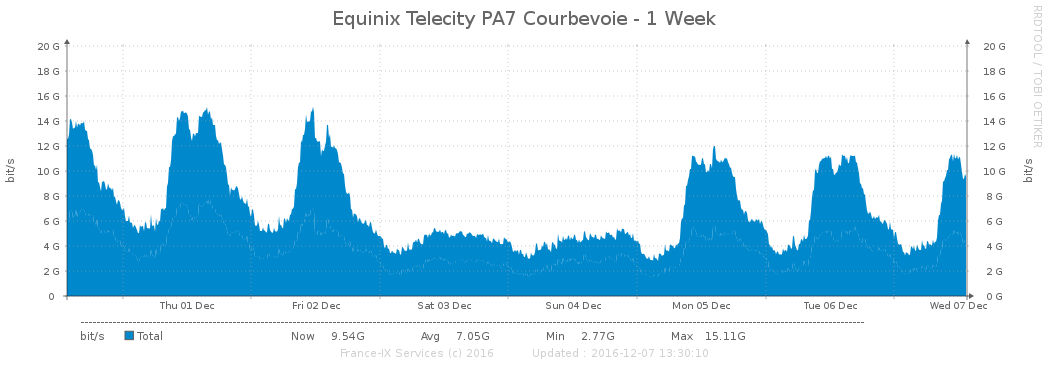 Equinix Telecity PA7 Courbevoie - 1 Week
RRDTOOL / TOBI OETIKER
20 G 20 G
18 G 18 G
16 G 16 G
14 G 14 G
12 G 12 G
10 G 10 G
8 G 8 G
6 G 6 G
4 G 4 G
2 G 2 G
0 0 G
bit/s
bit/s
Thu 01 Dec Fri 02 Dec Sat 03 Dec Sun 04 Dec Mon 05 Dec Tue 06 Dec Wed 07 Dec
bit/s Total Now 9.54G Avg 7.05G Min 2.77G Max 15.11G
France-IX Services (c) 2016 Updated : 2016-12-07 13:30:10